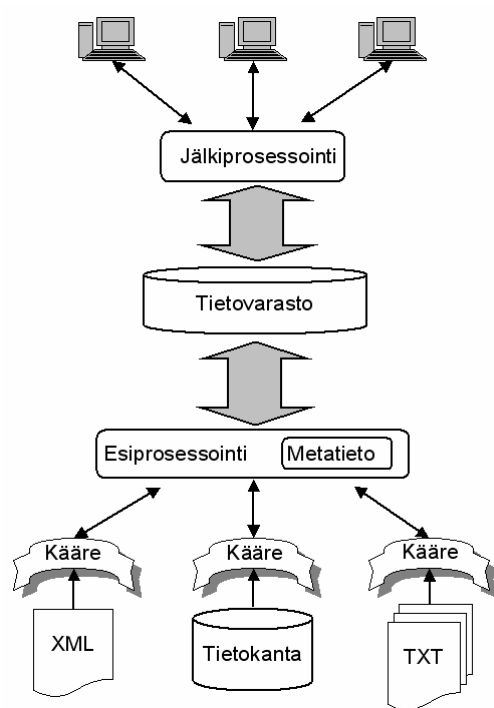 Jälkiprosessointi
Tietovarasto
Esiprosessointi
Metatieto
Kääre
Kääre
Kääre
XML
Tietokanta
TXT